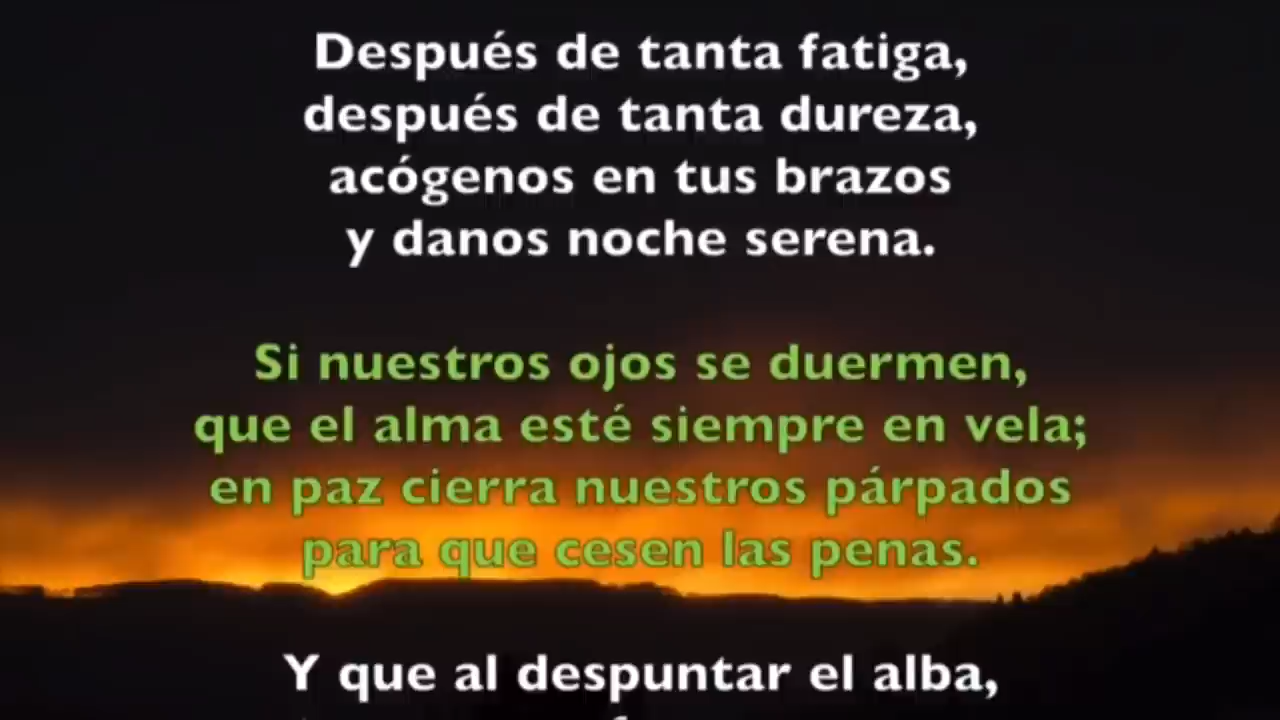 Después de tanta fatiga,
después de tanta dureza,
acógenos en tus brazos
y danos noche serena.
Si nuestros ojos se duermen,
que el alma esté siempre en vela;
en paz cierra nuestros párpados
para que cesen las penas.
Y que al despuntar el alba,